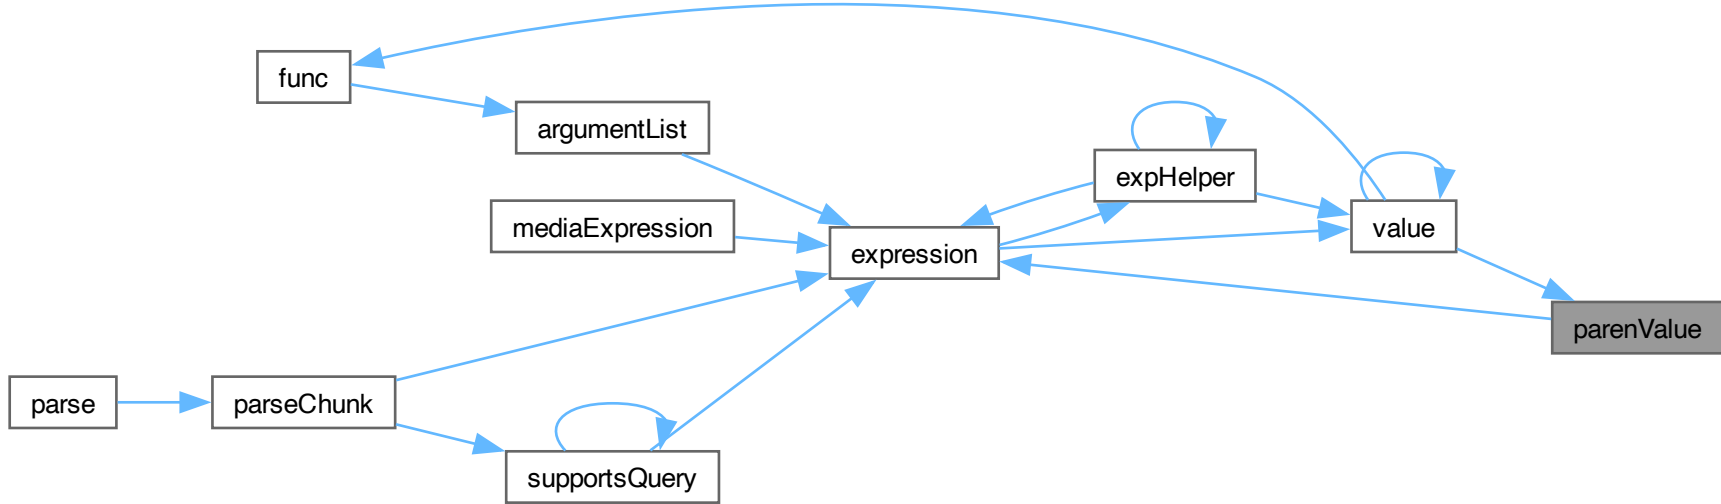 func
argumentList
expHelper
mediaExpression
value
expression
parenValue
parse
parseChunk
supportsQuery